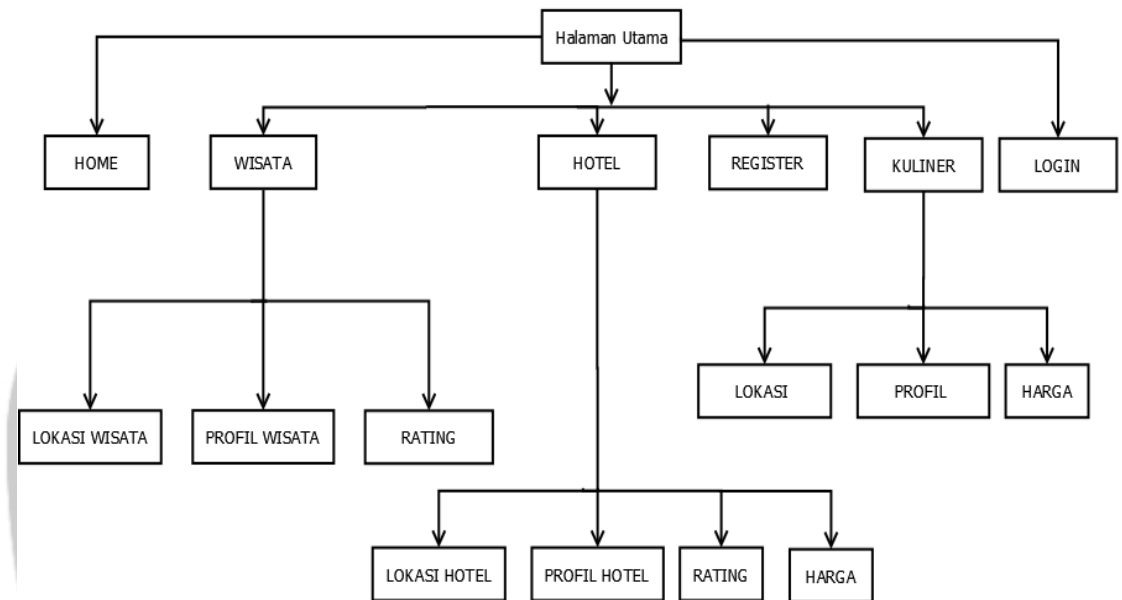 Halaman Utama
HOME
WISATA
HOTEL
REGISTER
KULINER
LOGIN
LOKASI
PROFIL
HARGA
LOKASI WISATA
PROFIL WISATA
RATING
LOKASI HOTEL
PROFIL HOTEL
RATING
HARGA